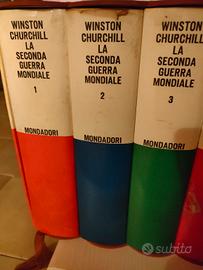 WINSTON
CHURCHILL
LA
SECONDA
GUERRA
MONDIALE
1
MONDADORI
WINSTON
CHURCHILL
LA
SECONDA
GUERRA
MONDIALE
2
MONDADORI
WINSTON
CHURCHILL
LA
SECONDA
GUERRA
MONDIALE
3
MONDADORI
subito